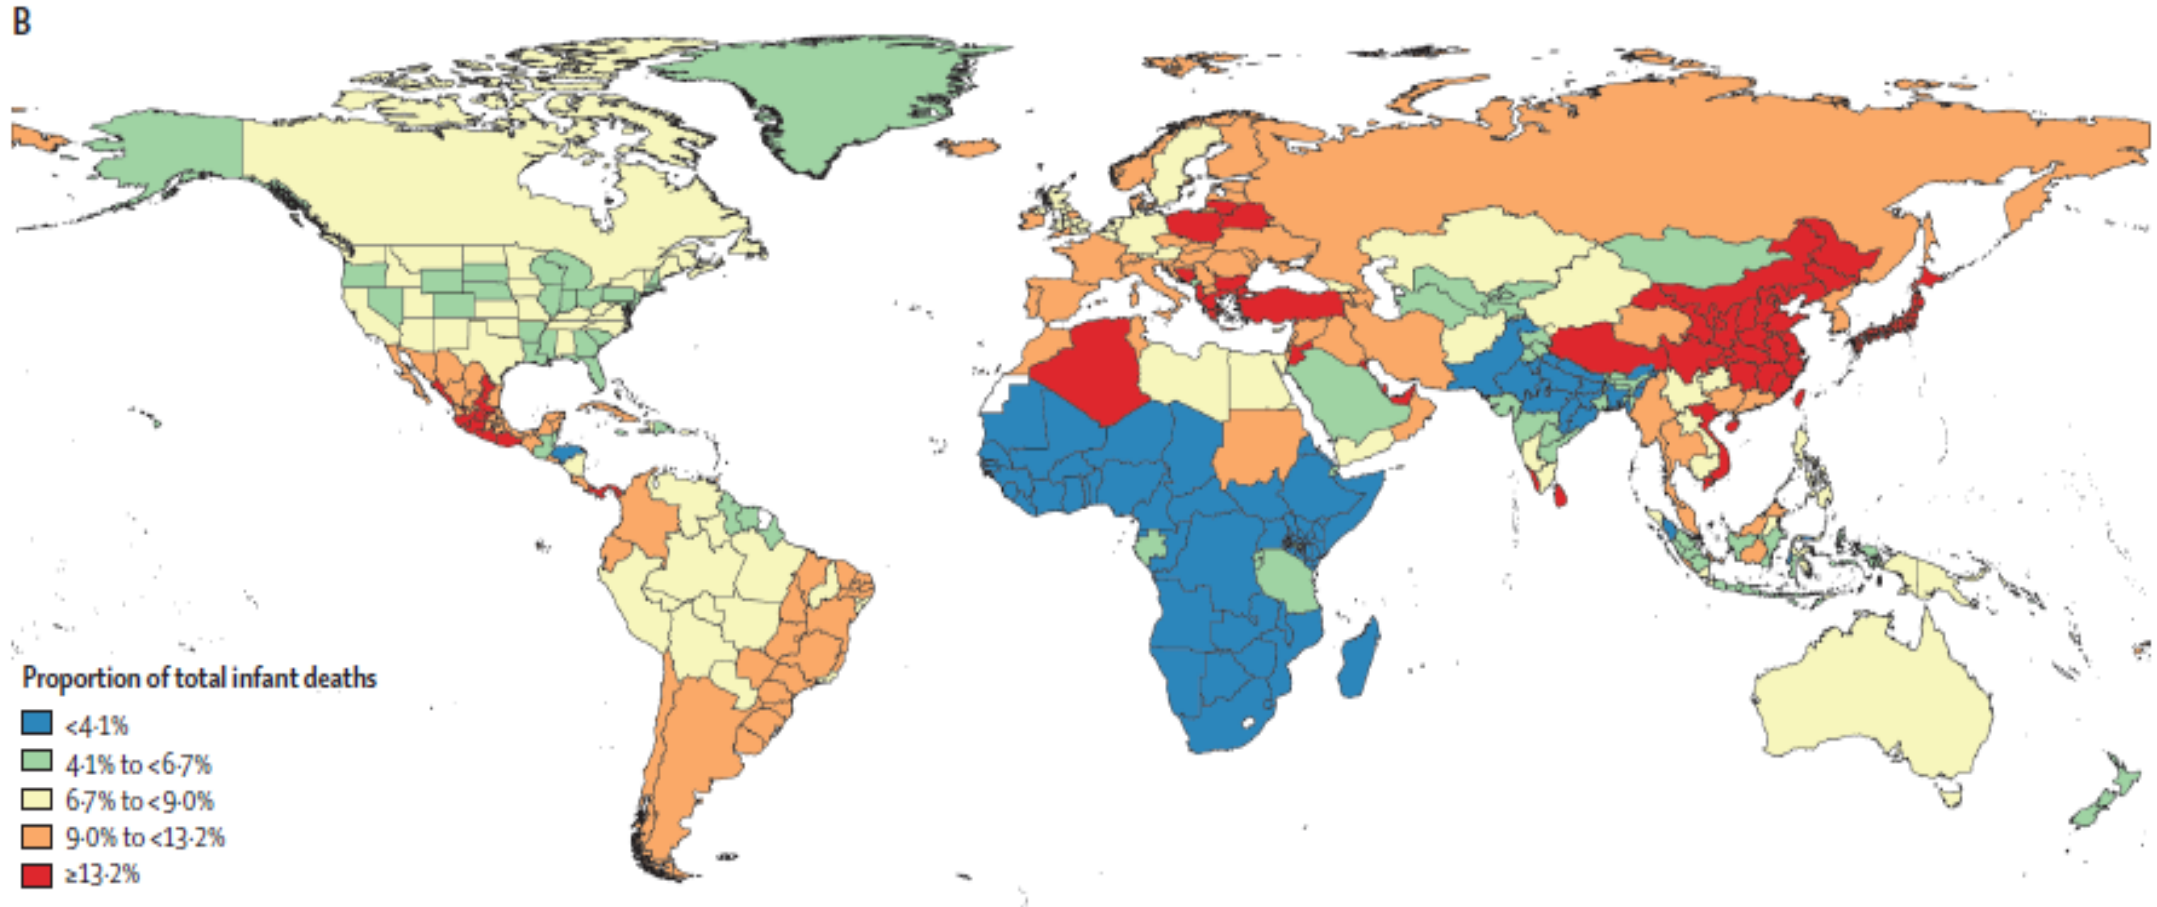 B
Proportion of total infant deaths
<4·1%
4·1% to <6·7%
6·7% to <9·0%
9·0% to <13·2%
≥13·2%